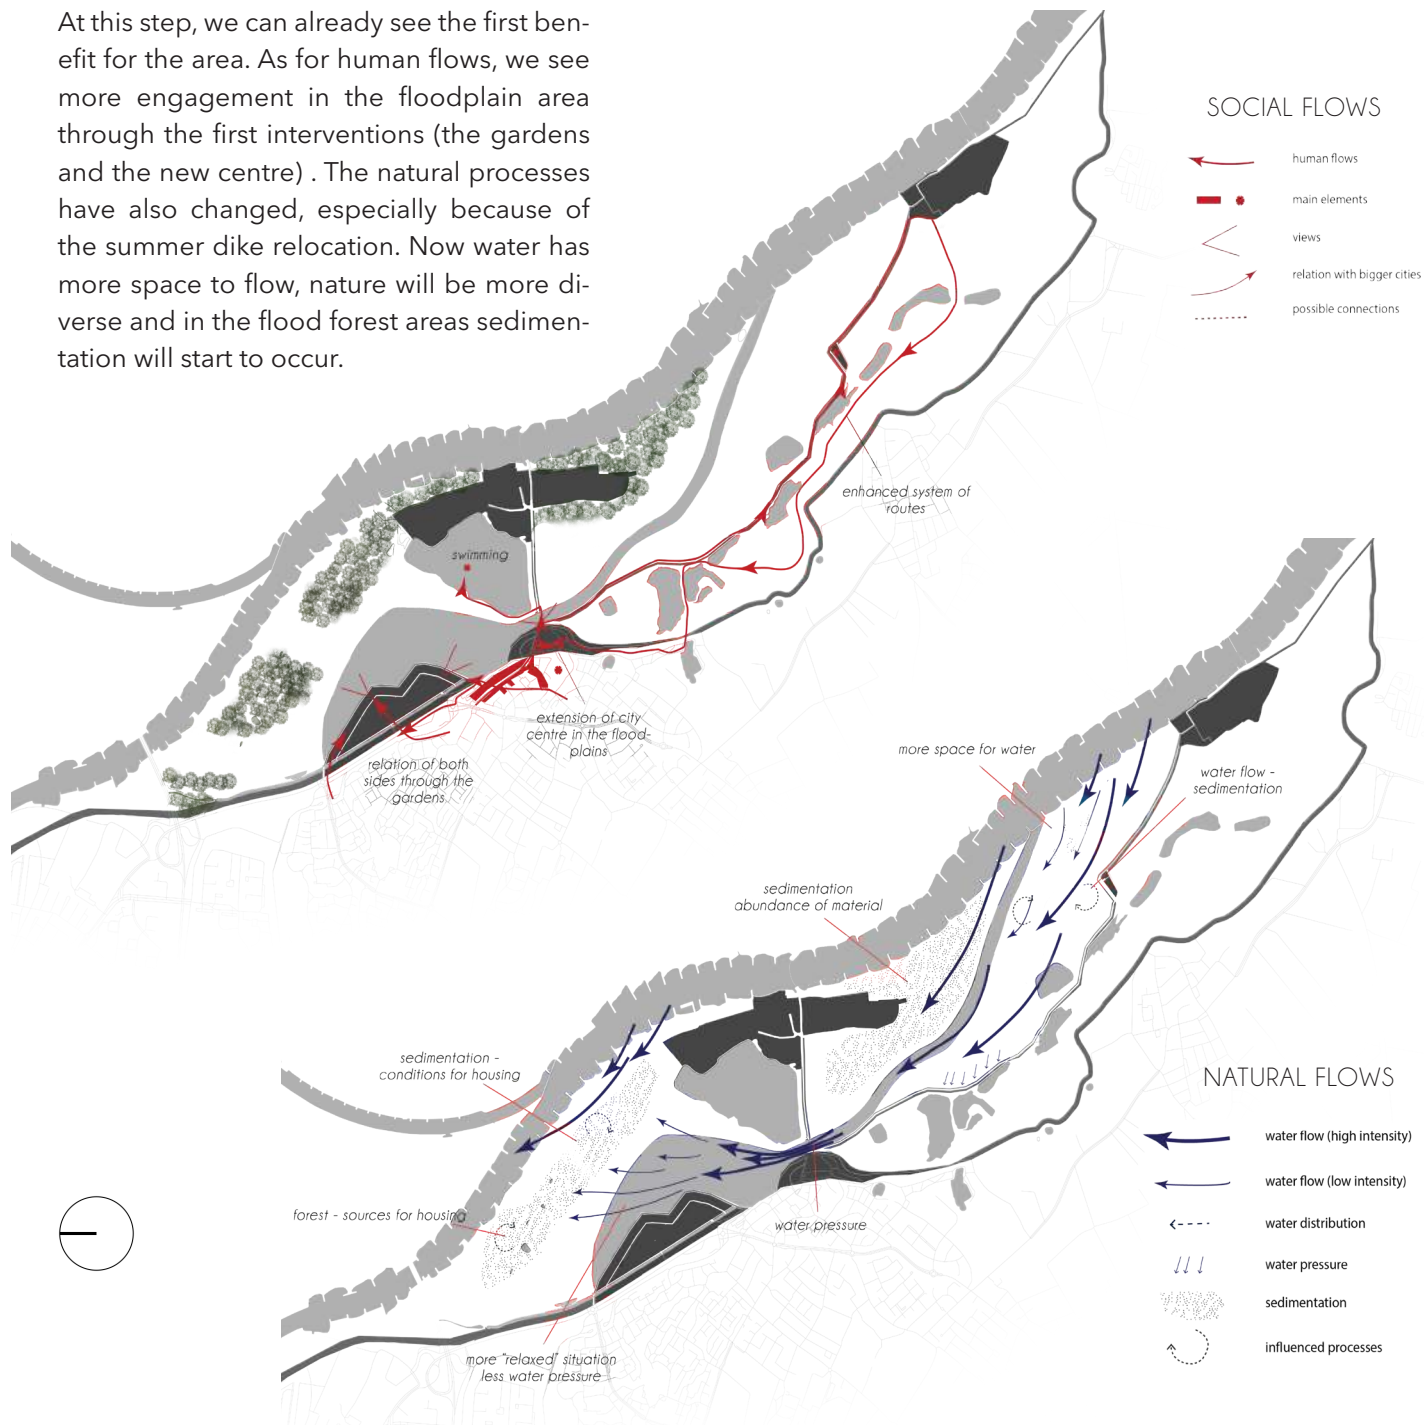 At this step, we can already see the first ben-
efit for the area. As for human flows, we see
more engagement in the floodplain area
through the first interventions (the gardens
and the new centre) . The natural processes
have also changed, especially because of
the summer dike relocation. Now water has
more space to flow, nature will be more di-
verse and in the flood forest areas sedimen-
tation will start to occur.
SOCIAL FLOWS
human flows
main elements
views
relation with bigger cities
possible connections
enhanced system of
routes
swimming
extension of city
centre in the flood-
plains
relation of both
sides through the
gardens
more space for water
water flow -
sedimentation
sedimentation
abundance of material
sedimentation -
conditions for housing
forest - sources for housing
water pressure
more "relaxed" situation
less water pressure
NATURAL FLOWS
water flow (high intensity)
water flow (low intensity)
water distribution
water pressure
sedimentation
influenced processes